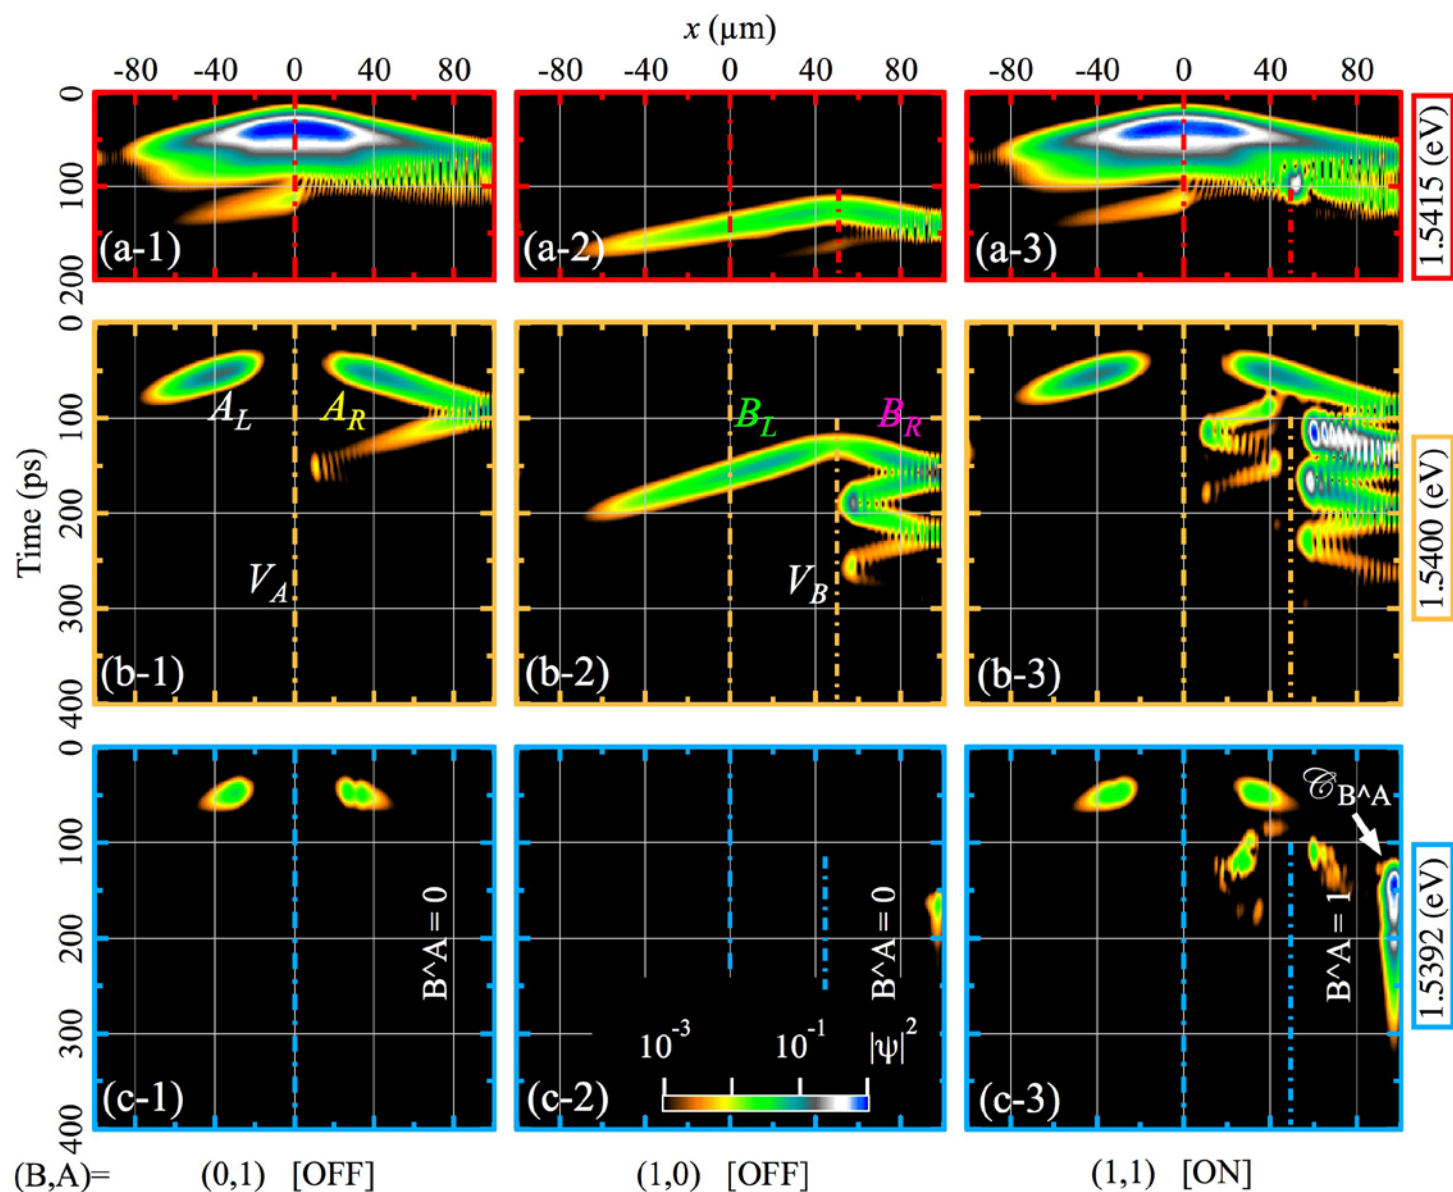 x (μm)
-80 -40 0 40 80 -80 -40 0 40 80 -80 -40 0 40 80
0 100 200
(a-1) (a-2) (a-3)
1.5415 (eV)
Time (ps)
0 100 200 300 400
A_L A_R B_L B_R
V_A V_B
(b-1) (b-2) (b-3)
1.5400 (eV)
0 100 200 300 400
𝒞_B^A
B^A = 0 B^A = 0 B^A = 1
10^-3 10^-1 |ψ|^2
(c-1) (c-2) (c-3)
1.5392 (eV)
(B,A)= (0,1) [OFF] (1,0) [OFF] (1,1) [ON]